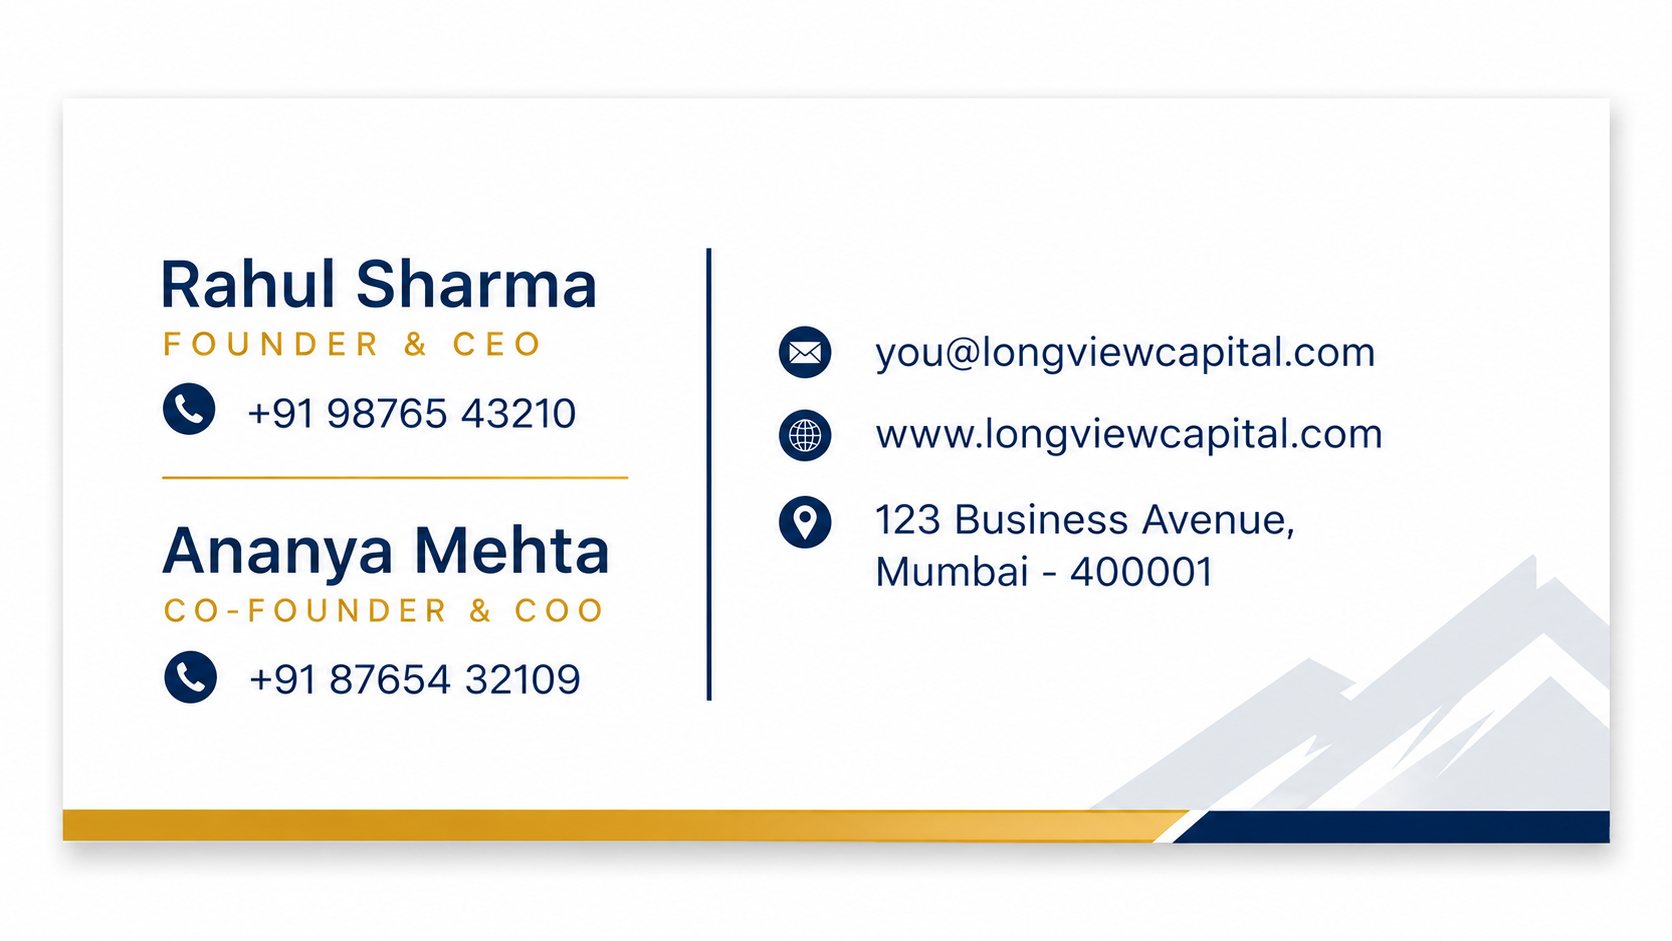 Rahul Sharma
FOUNDER & CEO
+91 98765 43210
Ananya Mehta
CO-FOUNDER & COO
+91 87654 32109
you@longviewcapital.com
www.longviewcapital.com
123 Business Avenue,
Mumbai - 400001